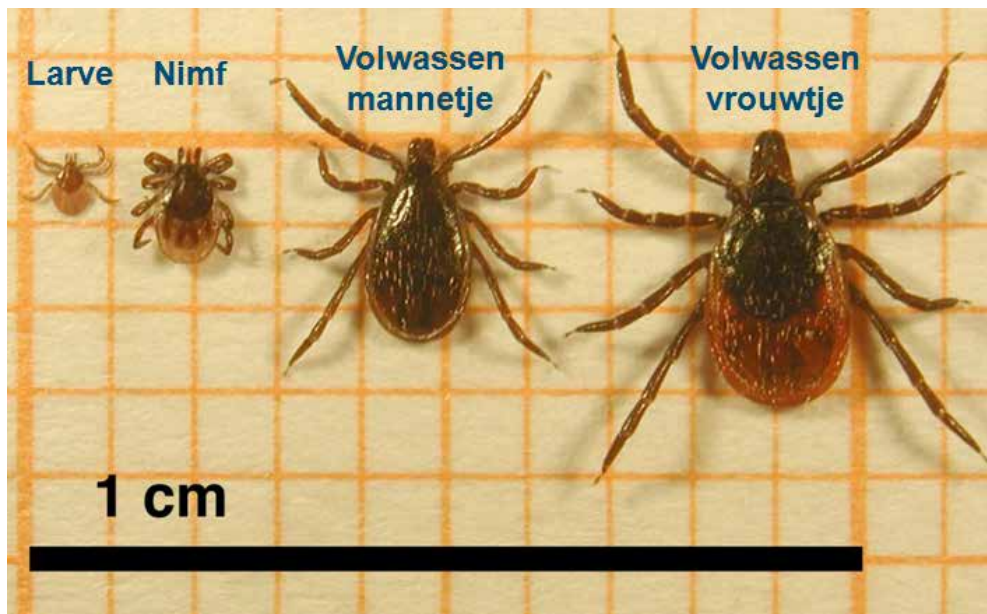 Larve
Nimf
Volwassen
mannetje
Volwassen
vrouwtje
1 cm